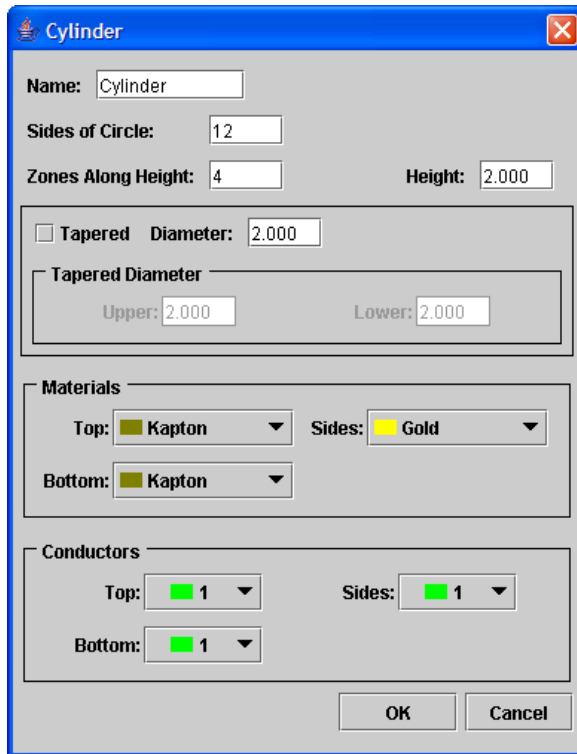 Cylinder
Name: Cylinder
Sides of Circle: 12
Zones Along Height: 4 Height: 2.000
Tapered Diameter: 2.000
Tapered Diameter
Upper: 2.000 Lower: 2.000
Materials
Top: Kapton Sides: Gold
Bottom: Kapton
Conductors
Top: 1 Sides: 1
Bottom: 1
OK Cancel